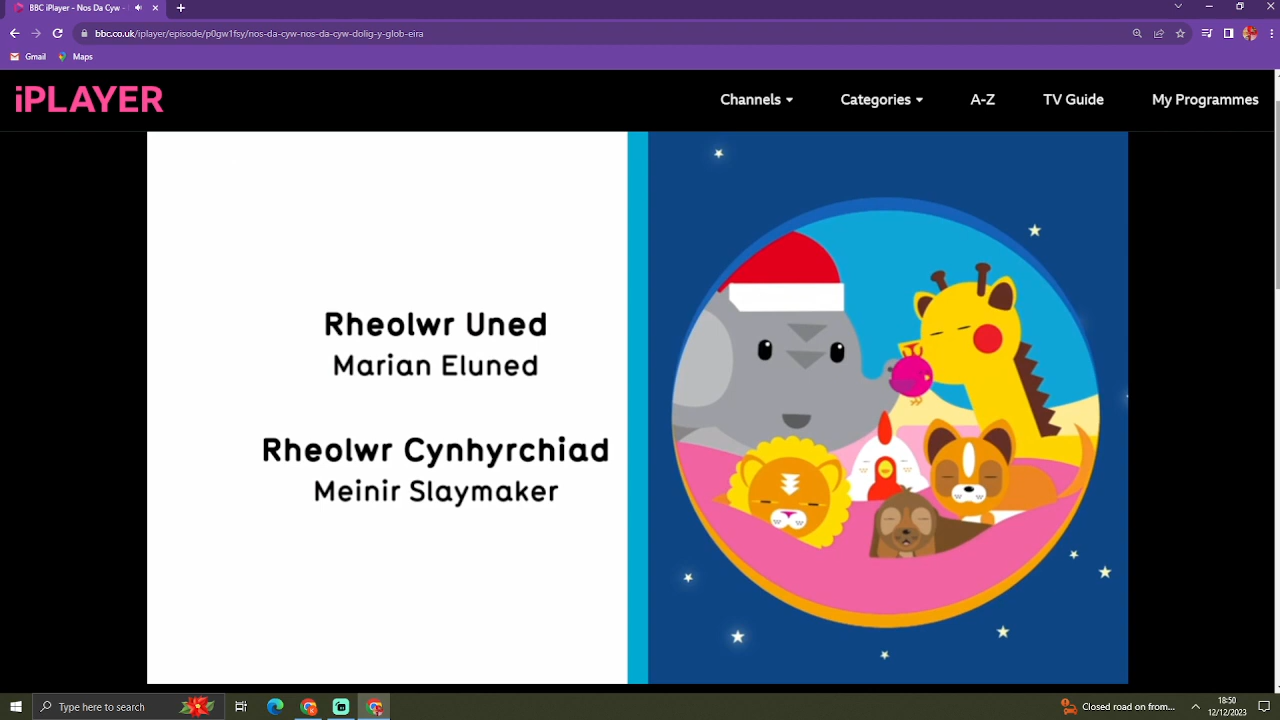 BBC iPlayer - Nos Da Cyw -
bbc.co.uk/iplayer/episode/p0gw1fsy/nos-da-cyw-nos-da-cyw-dolig-y-glob-eira
Gmail
Maps
iPLAYER
Channels
Categories
A-Z
TV Guide
My Programmes
Rheolwr Uned
Marian Eluned
Rheolwr Cynhyrchiad
Meinir Slaymaker
Type here to search
Closed road on from...
18:50
12/12/2023